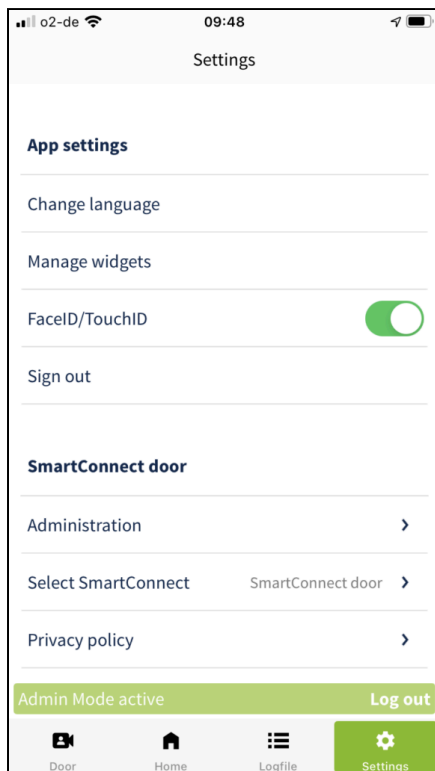 o2-de 09:48
Settings
App settings
Change language
Manage widgets
FaceID/TouchID
Sign out
SmartConnect door
Administration
Select SmartConnect SmartConnect door
Privacy policy
Admin Mode active Log out
Door Home Logfile Settings